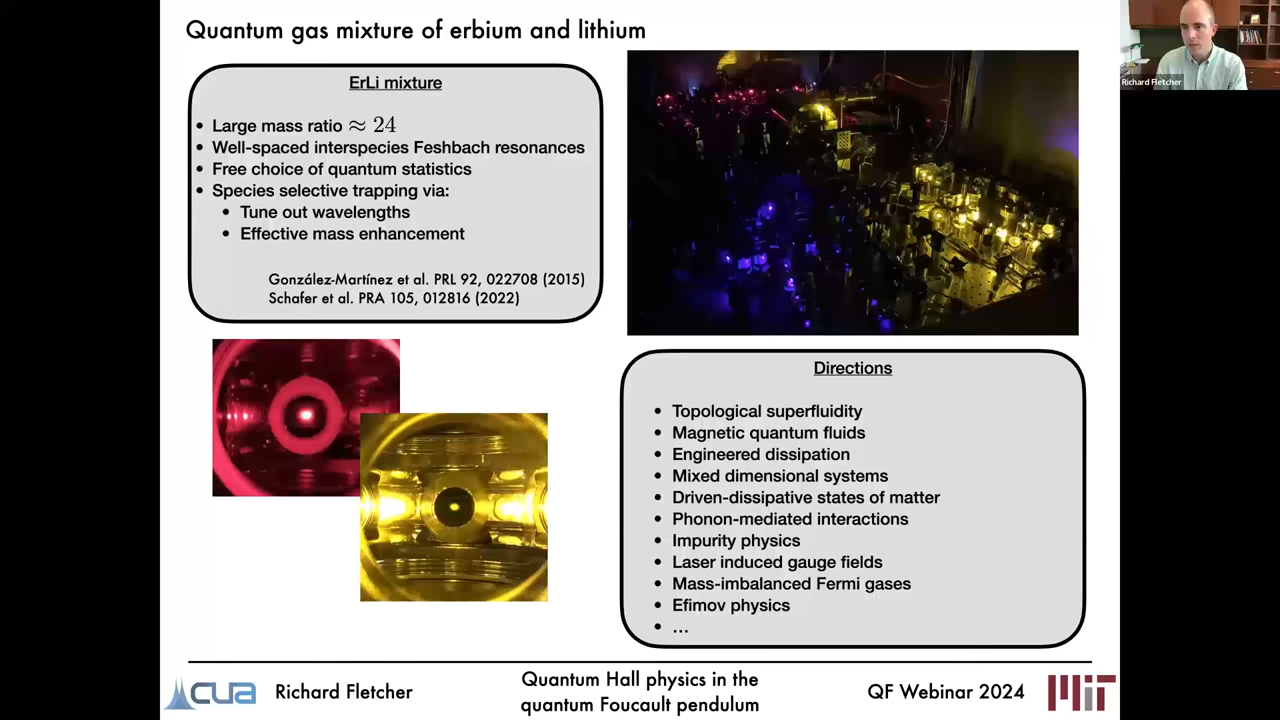 Quantum gas mixture of erbium and lithium
ErLi mixture
• Large mass ratio ≈ 24
• Well-spaced interspecies Feshbach resonances
• Free choice of quantum statistics
• Species selective trapping via:
• Tune out wavelengths
• Effective mass enhancement
González-Martínez et al. PRL 92, 022708 (2015)
Schafer et al. PRA 105, 012816 (2022)
Richard Fletcher
Directions
• Topological superfluidity
• Magnetic quantum fluids
• Engineered dissipation
• Mixed dimensional systems
• Driven-dissipative states of matter
• Phonon-mediated interactions
• Impurity physics
• Laser induced gauge fields
• Mass-imbalanced Fermi gases
• Efimov physics
• ...
CUA
Richard Fletcher
Quantum Hall physics in the
quantum Foucault pendulum
QF Webinar 2024
MIT